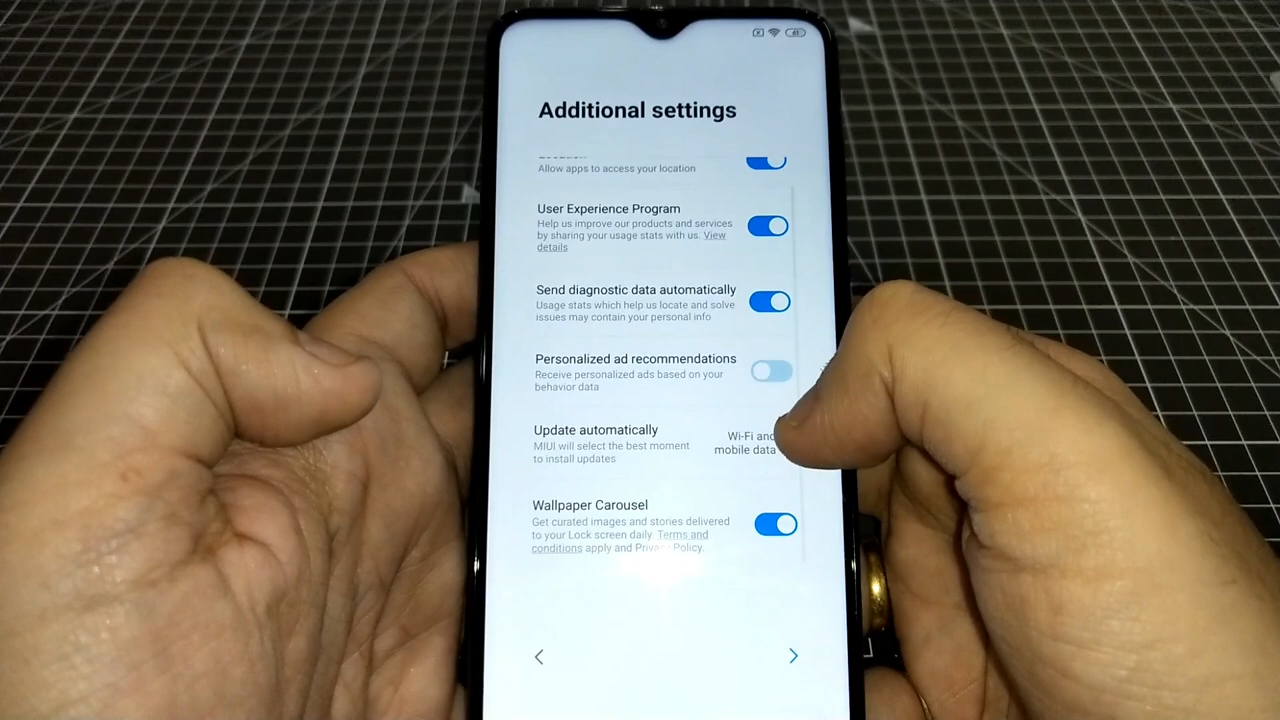 61
Additional settings
Location
Allow apps to access your location
User Experience Program
Help us improve our products and services
by sharing your usage stats with us. View
details
Send diagnostic data automatically
Usage stats which help us locate and solve
issues may contain your personal info
Personalized ad recommendations
Receive personalized ads based on your
behavior data
Update automatically
MIUI will select the best moment
to install updates
Wi-Fi and
mobile data
Wallpaper Carousel
Get curated images and stories delivered
to your Lock screen daily. Terms and
conditions apply and Privacy Policy.